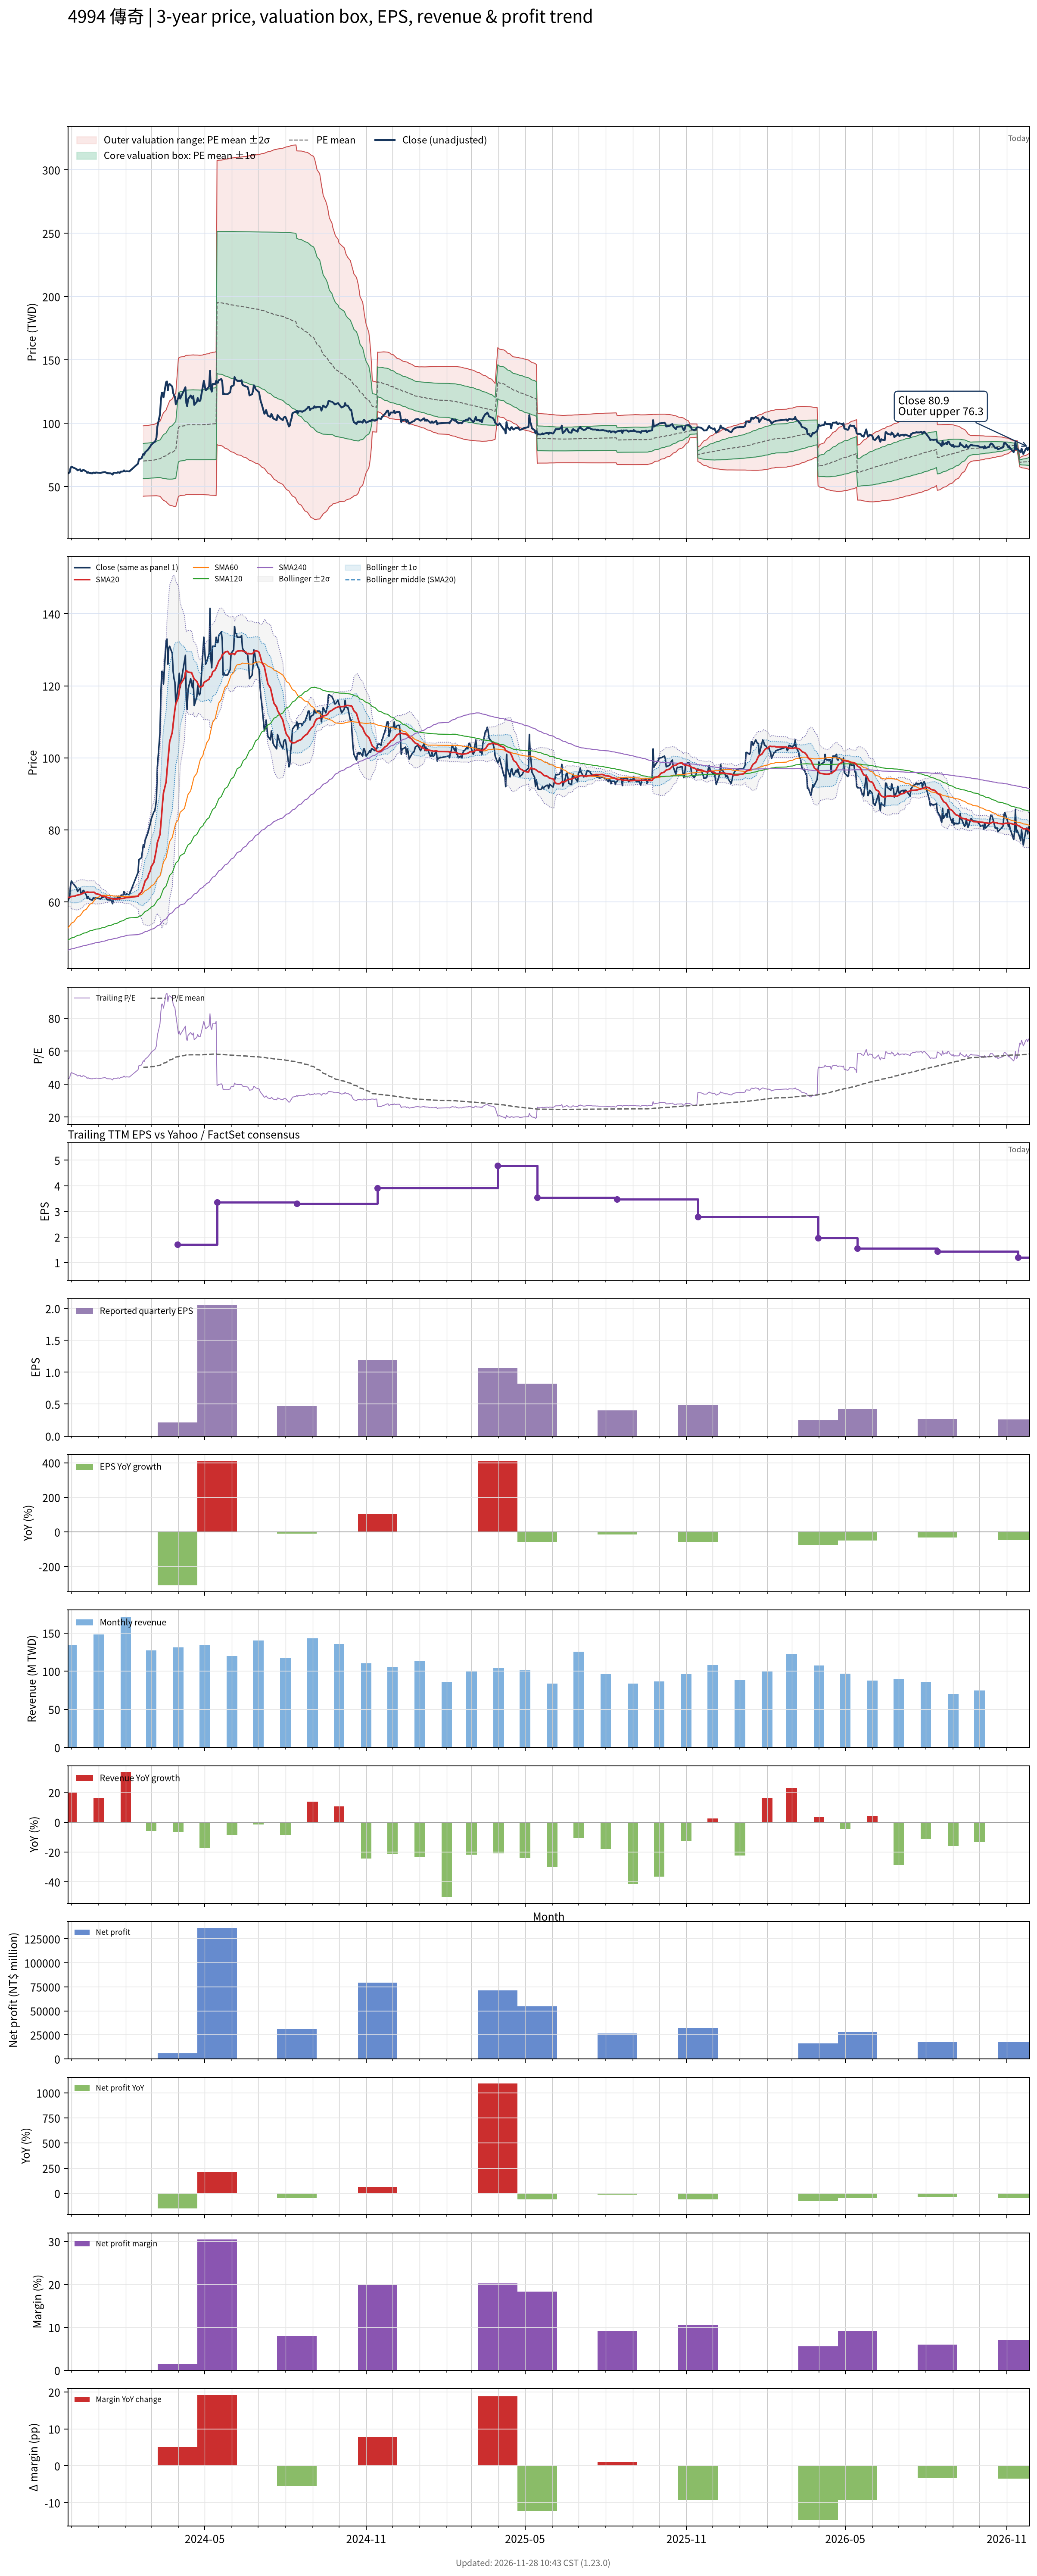 4994 傳奇 | 3-year price, valuation box, EPS, revenue & profit trend
Outer valuation range: PE mean ±2σ
PE mean
Close (unadjusted)
Core valuation box: PE mean ±1σ
Today
Price (TWD)
300
250
200
150
100
50
Close 80.9
Outer upper 76.3
Close (same as panel 1)
SMA20
SMA60
SMA120
SMA240
Bollinger ±2σ
Bollinger ±1σ
Bollinger middle (SMA20)
Price
140
120
100
80
60
Trailing P/E
P/E mean
P/E
80
60
40
20
Trailing TTM EPS vs Yahoo / FactSet consensus
Today
EPS
5
4
3
2
1
Reported quarterly EPS
EPS
2.0
1.5
1.0
0.5
0.0
EPS YoY growth
YoY (%)
400
200
0
-200
Monthly revenue
Revenue (M TWD)
150
100
50
0
Revenue YoY growth
YoY (%)
20
0
-20
-40
Month
Net profit
Net profit (NT$ million)
125000
100000
75000
50000
25000
0
Net profit YoY
YoY (%)
1000
750
500
250
0
Net profit margin
Margin (%)
30
20
10
0
Margin YoY change
Δ margin (pp)
20
10
0
-10
2024-05
2024-11
2025-05
2025-11
2026-05
2026-11
Updated: 2026-11-28 10:43 CST (1.23.0)